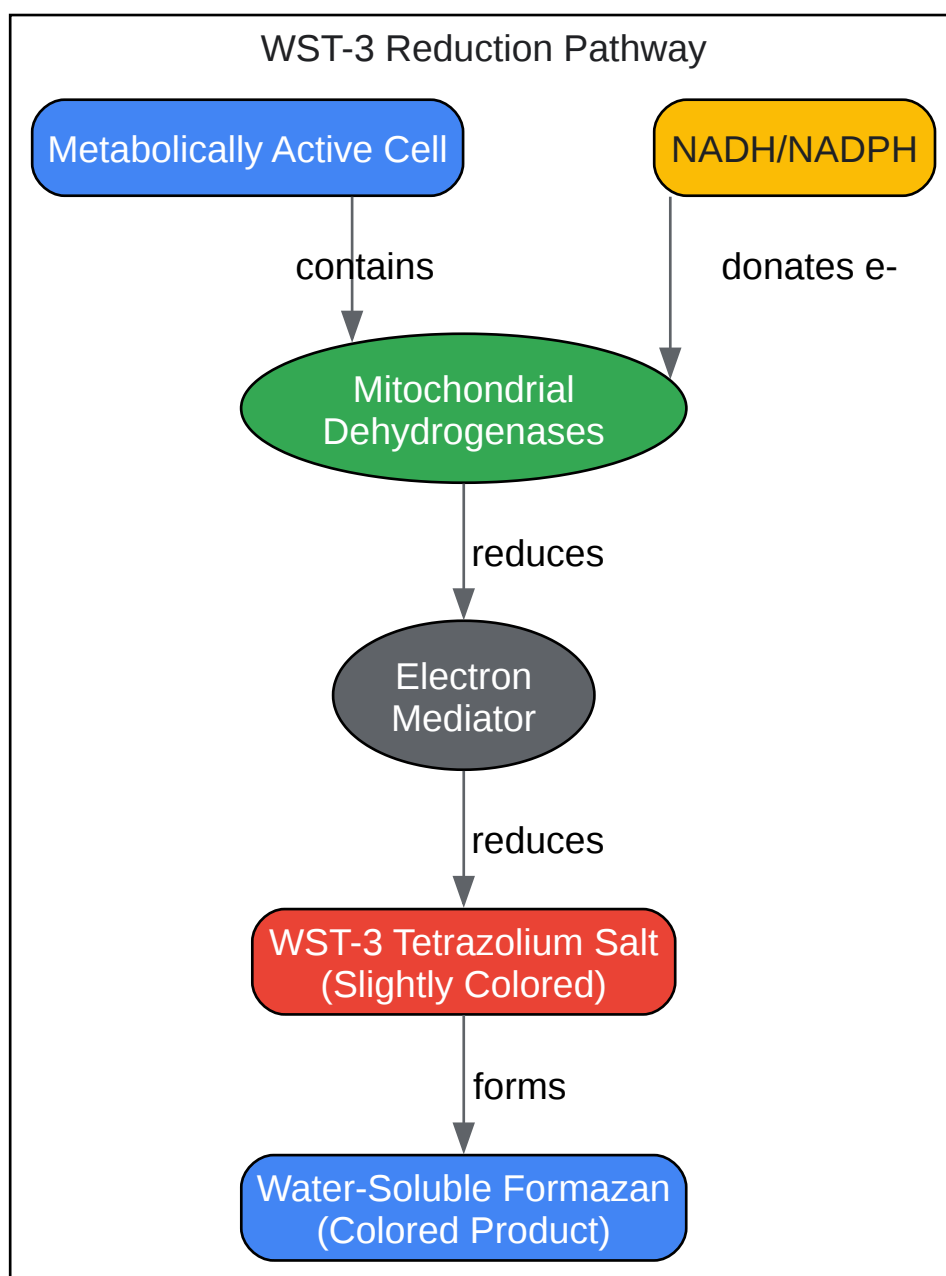 WST-3 Reduction Pathway
Metabolically Active Cell
NADH/NADPH
contains
donates e-
Mitochondrial
Dehydrogenases
reduces
Electron
Mediator
reduces
WST-3 Tetrazolium Salt
(Slightly Colored)
forms
Water-Soluble Formazan
(Colored Product)